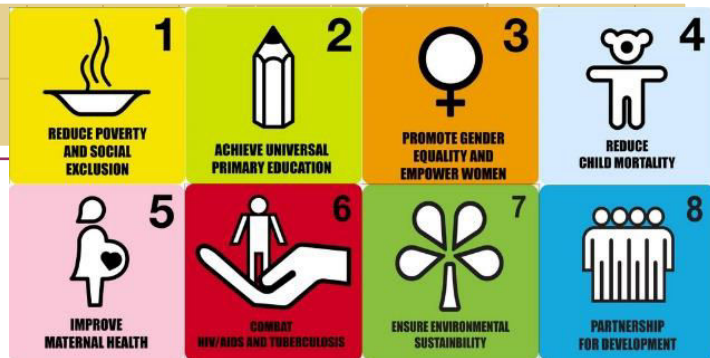 1
REDUCE POVERTY
AND SOCIAL
EXCLUSION
2
ACHIEVE UNIVERSAL
PRIMARY EDUCATION
3
PROMOTE GENDER
EQUALITY AND
EMPOWER WOMEN
4
REDUCE
CHILD MORTALITY
5
IMPROVE
MATERNAL HEALTH
6
COMBAT
HIV/AIDS AND TUBERCULOSIS
7
ENSURE ENVIRONMENTAL
SUSTAINIBILITY
8
PARTNERSHIP
FOR DEVELOPMENT